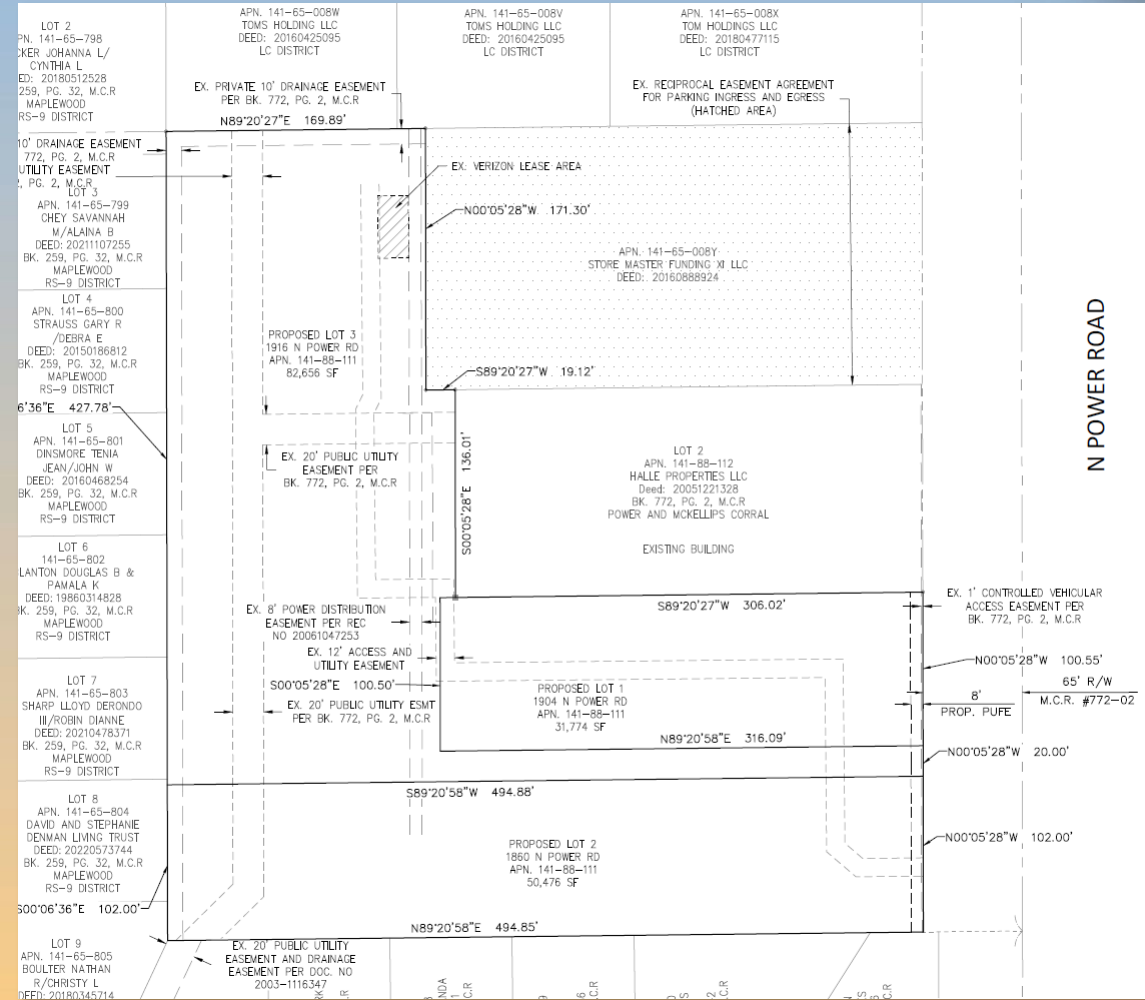 LOT 2
PN. 141-65-798
CKER JOHANNA L/
CYNTHIA L
ED: 20180512528
259, PG. 32, M.C.R
MAPLEWOOD
RS-9 DISTRICT
APN. 141-65-008W
TOMS HOLDING LLC
DEED: 20160425095
LC DISTRICT
APN. 141-65-008V
TOMS HOLDING LLC
DEED: 20160425095
LC DISTRICT
APN. 141-65-008X
TOM HOLDINGS LLC
DEED: 20180477115
LC DISTRICT
EX. PRIVATE 10' DRAINAGE EASEMENT
PER BK. 772, PG. 2, M.C.R
N89°20'27"E 169.89'
EX. RECIPROCAL EASEMENT AGREEMENT
FOR PARKING INGRESS AND EGRESS
(HATCHED AREA)
10' DRAINAGE EASEMENT
772, PG. 2, M.C.R
UTILITY EASEMENT
, PG. 2, M.C.R
EX. VERIZON LEASE AREA
N00°05'28"W 171.30'
LOT 3
APN. 141-65-799
CHEY SAVANNAH
M/ALAINA B
DEED: 20211107255
BK. 259, PG. 32, M.C.R
MAPLEWOOD
RS-9 DISTRICT
APN. 141-65-008Y
STORE MASTER FUNDING XI LLC
DEED: 20160888924
LOT 4
APN. 141-65-800
STRAUSS GARY R
/DEBRA E
DEED: 20150186812
BK. 259, PG. 32, M.C.R
MAPLEWOOD
RS-9 DISTRICT
PROPOSED LOT 3
1916 N POWER RD
APN. 141-88-111
82,656 SF
S89°20'27"W 19.12'
N POWER ROAD
6'36"E 427.78'
LOT 5
APN. 141-65-801
DINSMORE TENIA
JEAN/JOHN W
DEED: 20160468254
BK. 259, PG. 32, M.C.R
MAPLEWOOD
RS-9 DISTRICT
EX. 20' PUBLIC UTILITY
EASEMENT PER
BK. 772, PG. 2, M.C.R
S00°05'28"E 136.01'
LOT 2
APN. 141-88-112
HALLE PROPERTIES LLC
Deed: 20051221328
BK. 772, PG. 2, M.C.R
POWER AND MCKELLIPS CORRAL
EXISTING BUILDING
LOT 6
141-65-802
LANTON DOUGLAS B &
PAMALA K
DEED: 19860314828
BK. 259, PG. 32, M.C.R
MAPLEWOOD
RS-9 DISTRICT
EX. 8' POWER DISTRIBUTION
EASEMENT PER REC
NO 20061047253
EX. 12' ACCESS AND
UTILITY EASEMENT
S89°20'27"W 306.02'
EX. 1' CONTROLLED VEHICULAR
ACCESS EASEMENT PER
BK. 772, PG. 2, M.C.R
N00°05'28"W 100.55'
65' R/W
M.C.R. #772-02
8'
PROP. PUFE
LOT 7
APN. 141-65-803
SHARP LLOYD DERONDO
III/ROBIN DIANNE
DEED: 20210478371
BK. 259, PG. 32, M.C.R
MAPLEWOOD
RS-9 DISTRICT
S00°05'28"E 100.50'
EX. 20' PUBLIC UTILITY ESMT
PER BK. 772, PG. 2, M.C.R
PROPOSED LOT 1
1904 N POWER RD
APN. 141-88-111
31,774 SF
N89°20'58"E 316.09'
N00°05'28"W 20.00'
S89°20'58"W 494.88'
LOT 8
APN. 141-65-804
DAVID AND STEPHANIE
DENMAN LIVING TRUST
DEED: 20220573744
BK. 259, PG. 32, M.C.R
MAPLEWOOD
RS-9 DISTRICT
PROPOSED LOT 2
1860 N POWER RD
APN. 141-88-111
50,476 SF
N00°05'28"W 102.00'
S00°06'36"E 102.00'
N89°20'58"E 494.85'
LOT 9
APN. 141-65-805
BOULTER NATHAN
R/CHRISTY L
DEED: 20180345714
EX. 20' PUBLIC UTILITY
EASEMENT AND DRAINAGE
EASEMENT PER DOC. NO
2003-1116347